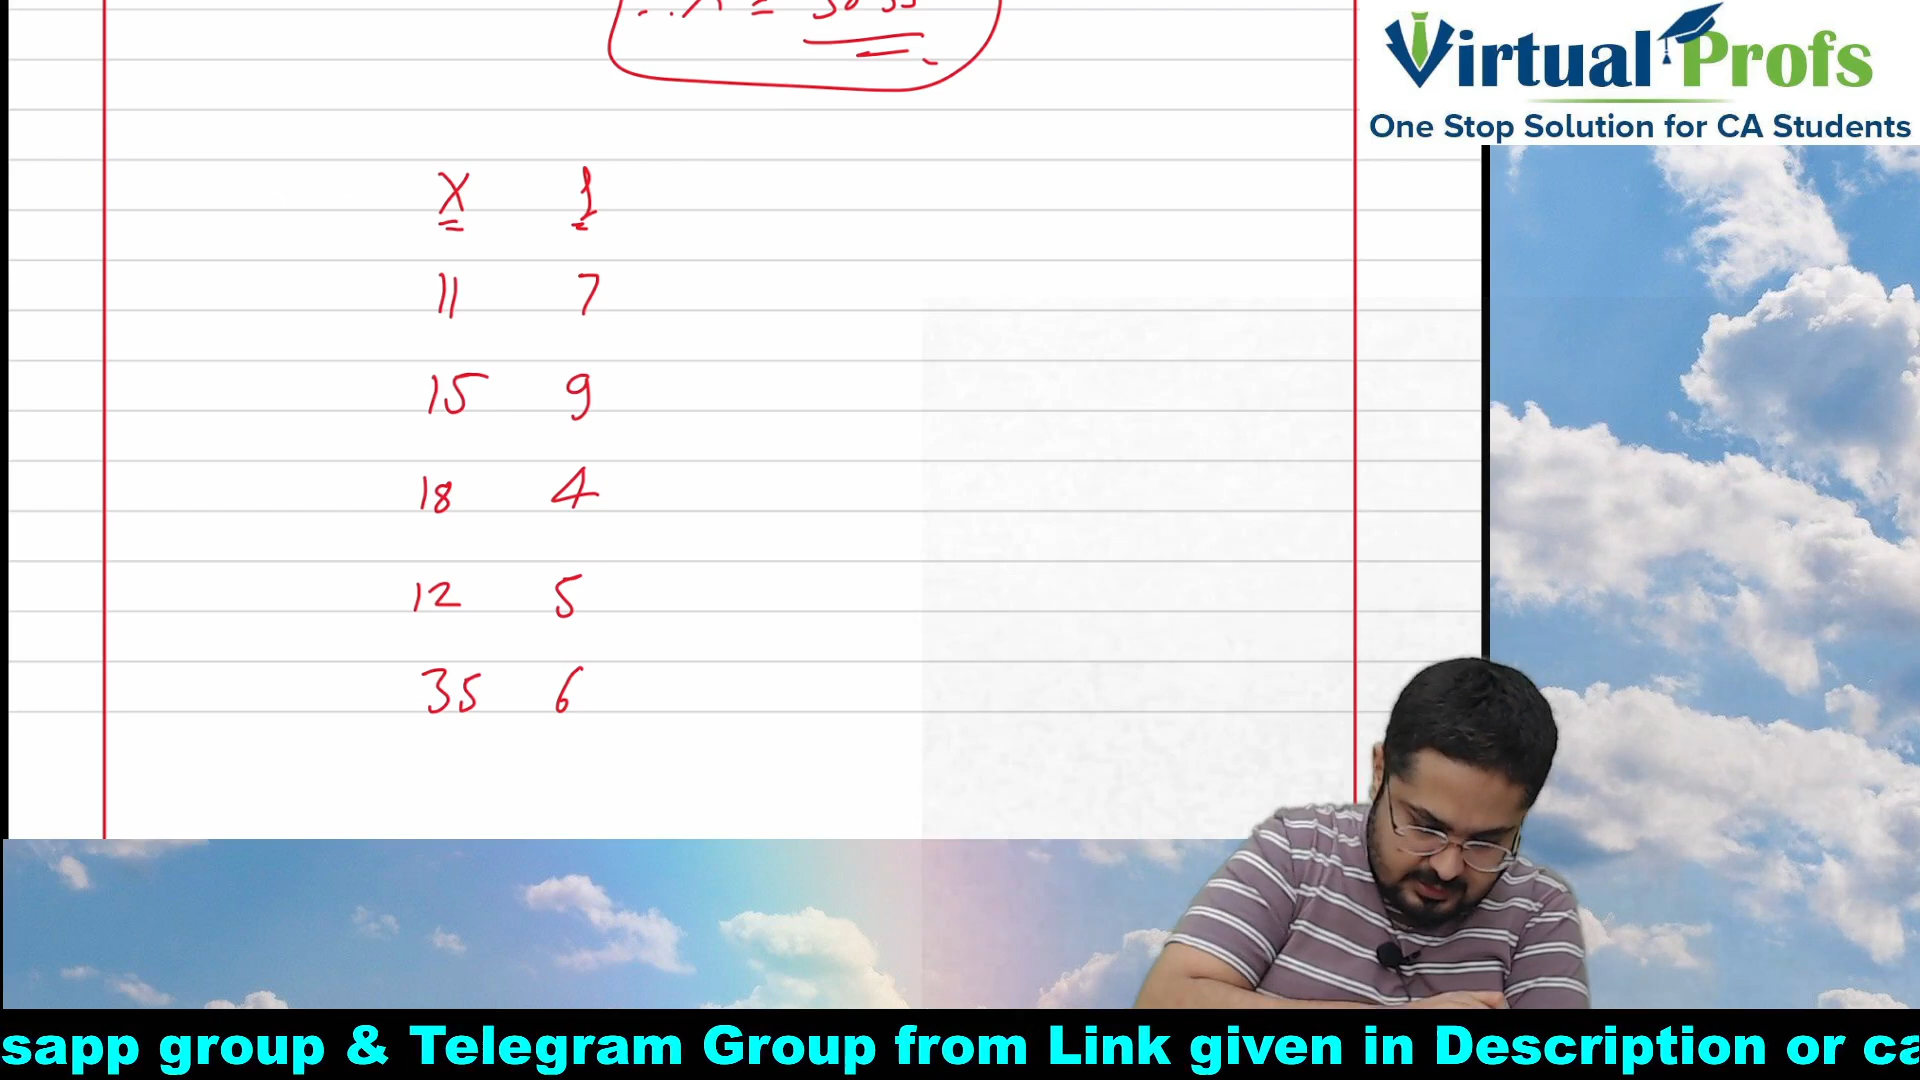 Virtual Profs
One Stop Solution for CA Students
X f
11 7
15 9
18 4
12 5
35 6
sapp group & Telegram Group from Link given in Description or ca